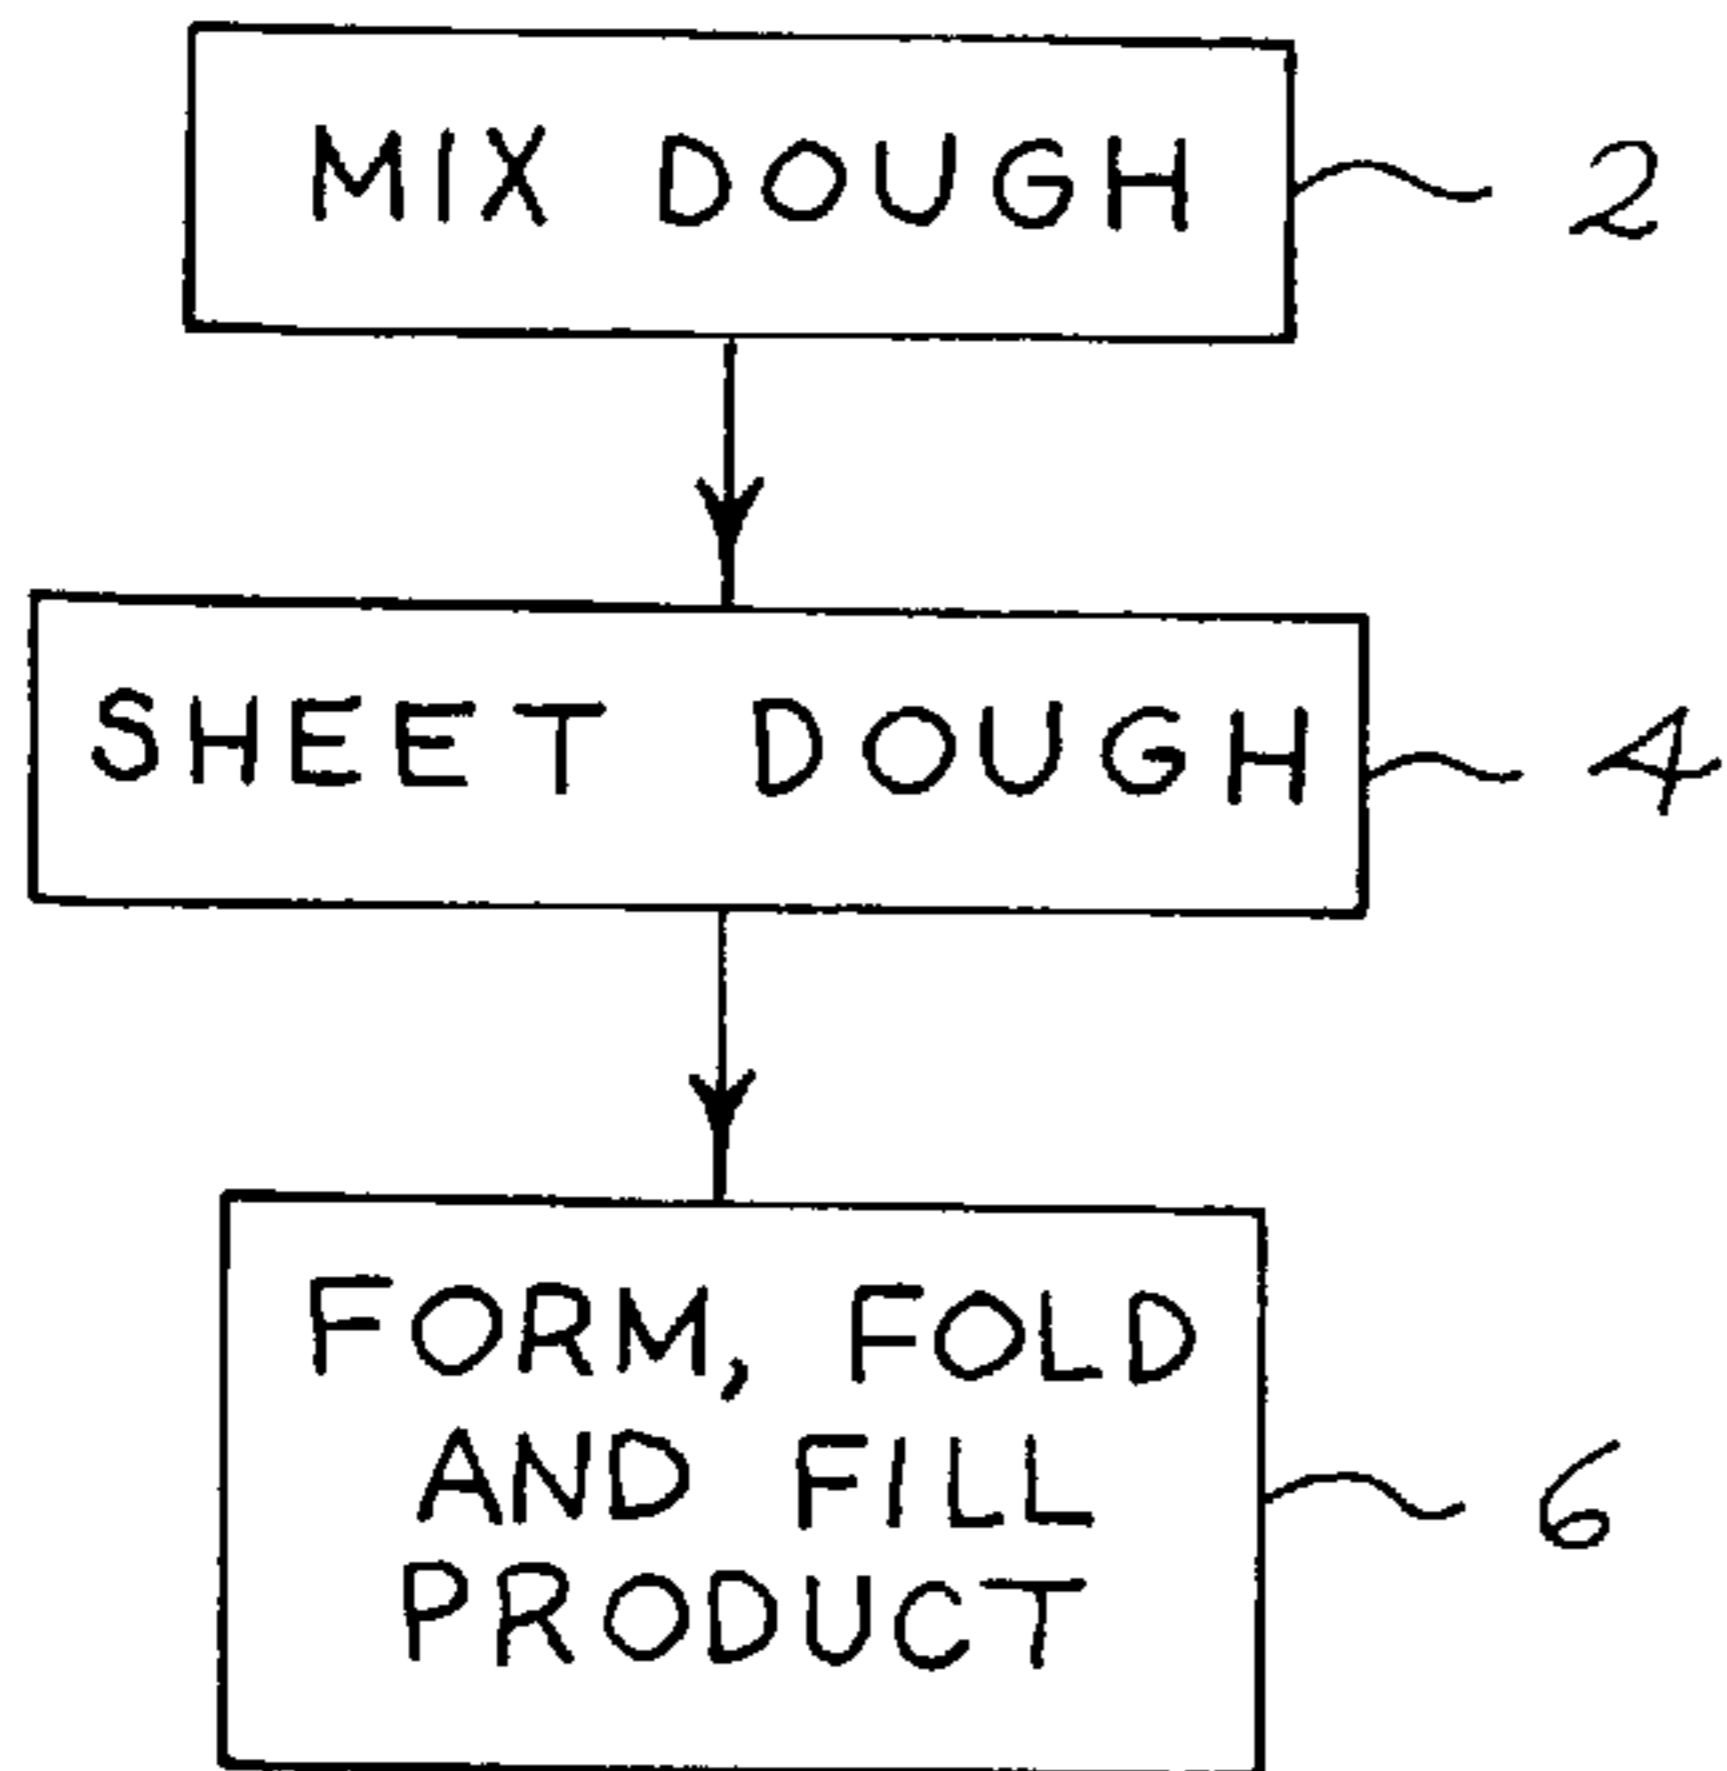 MIX DOUGH 2
SHEET DOUGH 4
FORM, FOLD
AND FILL 6
PRODUCT